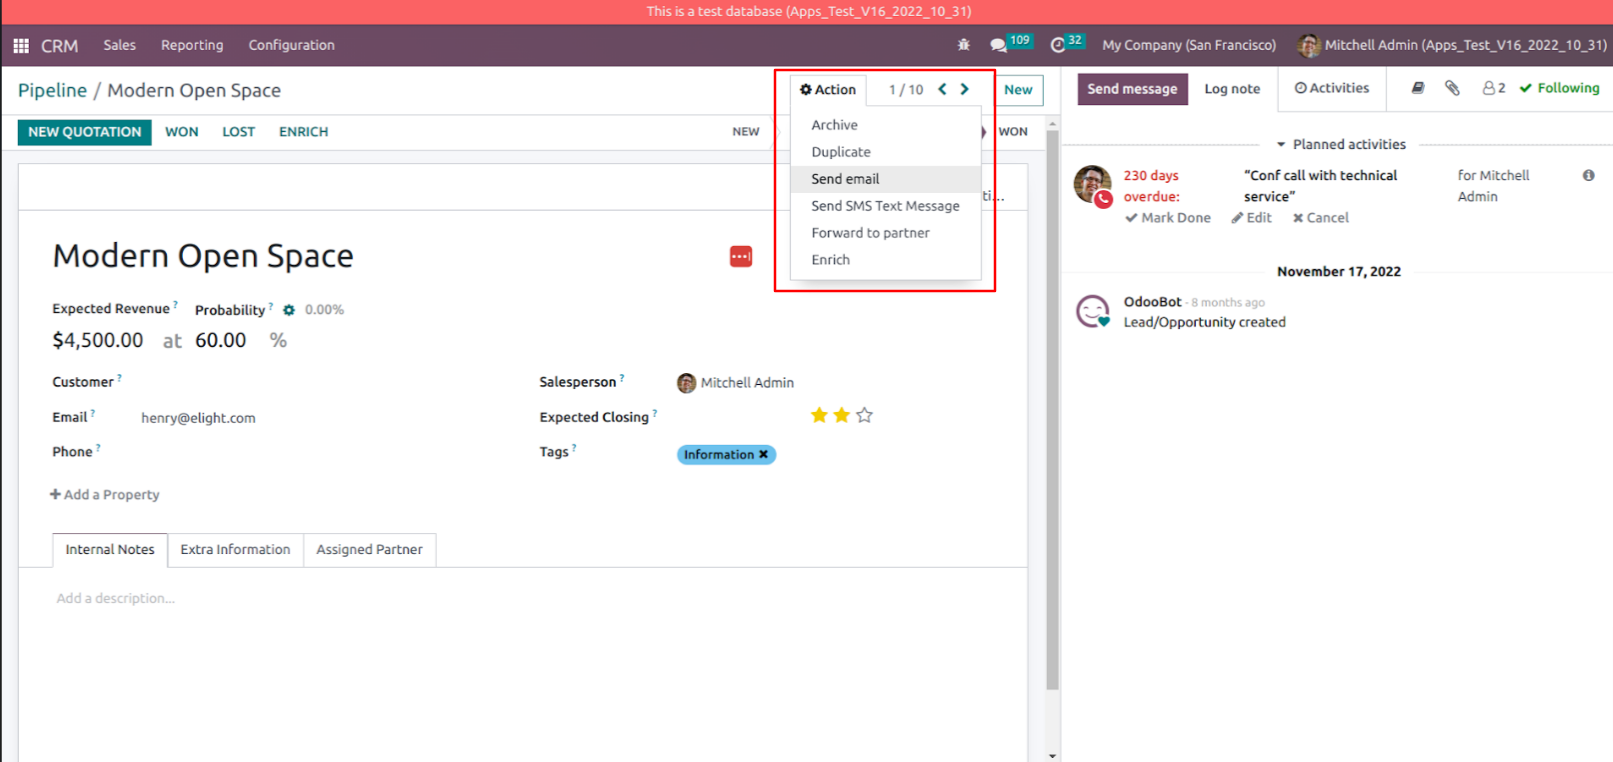 This is a test database (Apps_Test_V16_2022_10_31)
CRM Sales Reporting Configuration 109 32 My Company (San Francisco) Mitchell Admin (Apps_Test_V16_2022_10_31)
Pipeline / Modern Open Space
Action 1 / 10 New
Send message Log note Activities 2 Following
NEW QUOTATION WON LOST ENRICH NEW WON
Archive
Duplicate
Send email
Send SMS Text Message
Forward to partner
Enrich
ti...
Modern Open Space
Expected Revenue ? Probability ? 0.00%
$4,500.00 at 60.00 %
Customer ?
Email ? henry@elight.com
Phone ?
Salesperson ? Mitchell Admin
Expected Closing ?
Tags ? Information ✖
+ Add a Property
Internal Notes Extra Information Assigned Partner
Add a description...
Planned activities
230 days overdue: “Conf call with technical service” for Mitchell Admin
Mark Done Edit Cancel
November 17, 2022
OdooBot - 8 months ago
Lead/Opportunity created